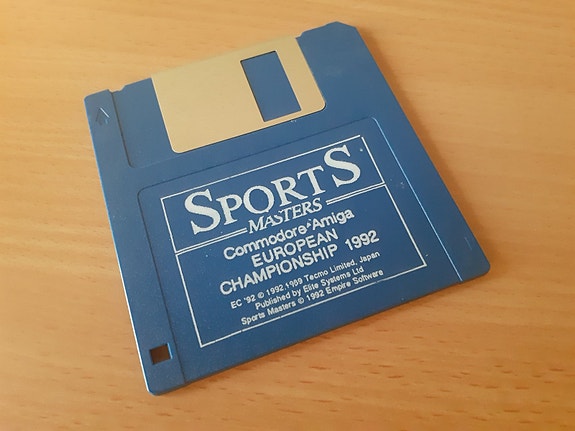 SPORTS
MASTERS
Commodore·Amiga
EUROPEAN
CHAMPIONSHIP 1992
EC '92 © 1992,1989 Tecmo Limited, Japan
Published by Elite Systems Ltd
Sports Masters © 1992 Empire Software